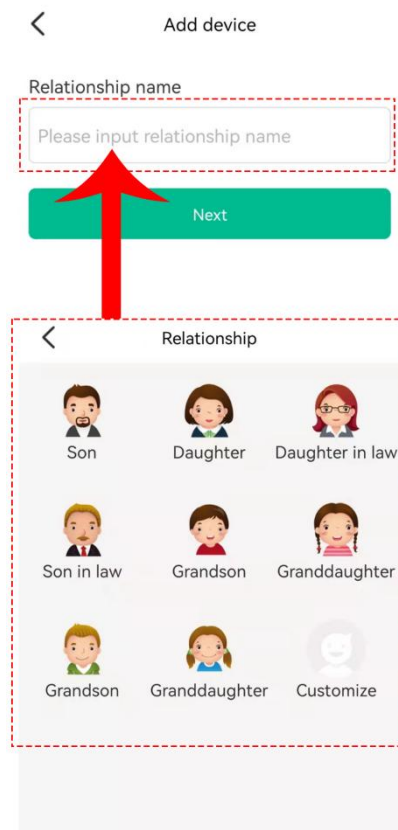 Add device
Relationship name
Please input relationship name
Next
Relationship
Son Daughter Daughter in law
Son in law Grandson Granddaughter
Grandson Granddaughter Customize